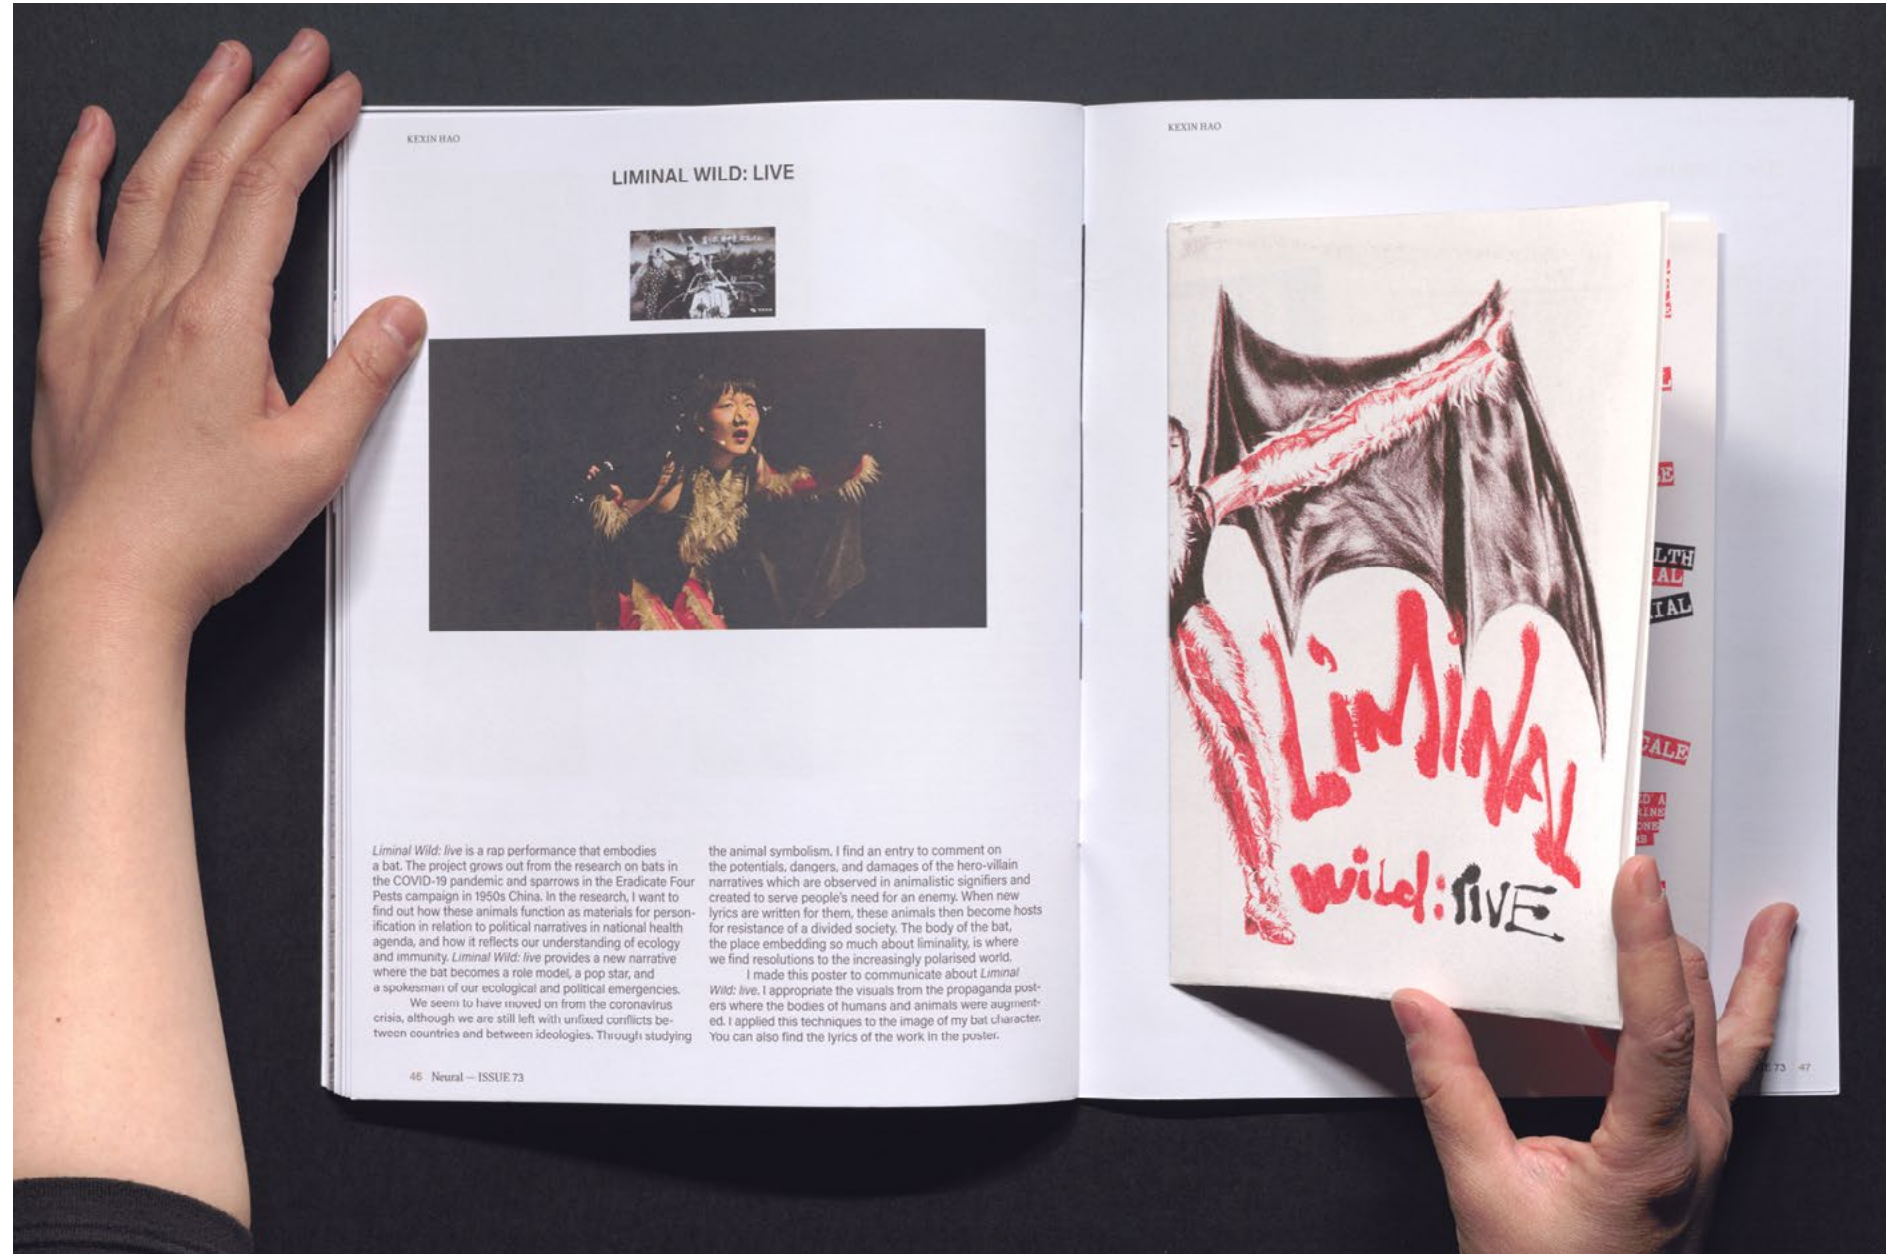 KEXIN HAO
LIMINAL WILD: LIVE
Liminal Wild: live is a rap performance that embodies
a bat. The project grows out from the research on bats in
the COVID-19 pandemic and sparrows in the Eradicate Four
Pests campaign in 1950s China. In the research, I want to
find out how these animals function as materials for person-
ification in relation to political narratives in national health
agenda, and how it reflects our understanding of ecology
and immunity. Liminal Wild: live provides a new narrative
where the bat becomes a role model, a pop star, and
a spokesman of our ecological and political emergencies.
We seem to have moved on from the coronavirus
crisis, although we are still left with unfixed conflicts be-
tween countries and between ideologies. Through studying
the animal symbolism, I find an entry to comment on
the potentials, dangers, and damages of the hero-villain
narratives which are observed in animalistic signifiers and
created to serve people's need for an enemy. When new
lyrics are written for them, these animals then become hosts
for resistance of a divided society. The body of the bat,
the place embedding so much about liminality, is where
we find resolutions to the increasingly polarised world.
I made this poster to communicate about Liminal
Wild: live. I appropriate the visuals from the propaganda post-
ers where the bodies of humans and animals were augment-
ed. I applied this techniques to the image of my bat character.
You can also find the lyrics of the work in the poster.
46 Neural — ISSUE 73
KEXIN HAO
LiMiNAL
wild: liVE
E
LTH
IAL
IAL
CALE
ED A
RINE
ONE
73 47